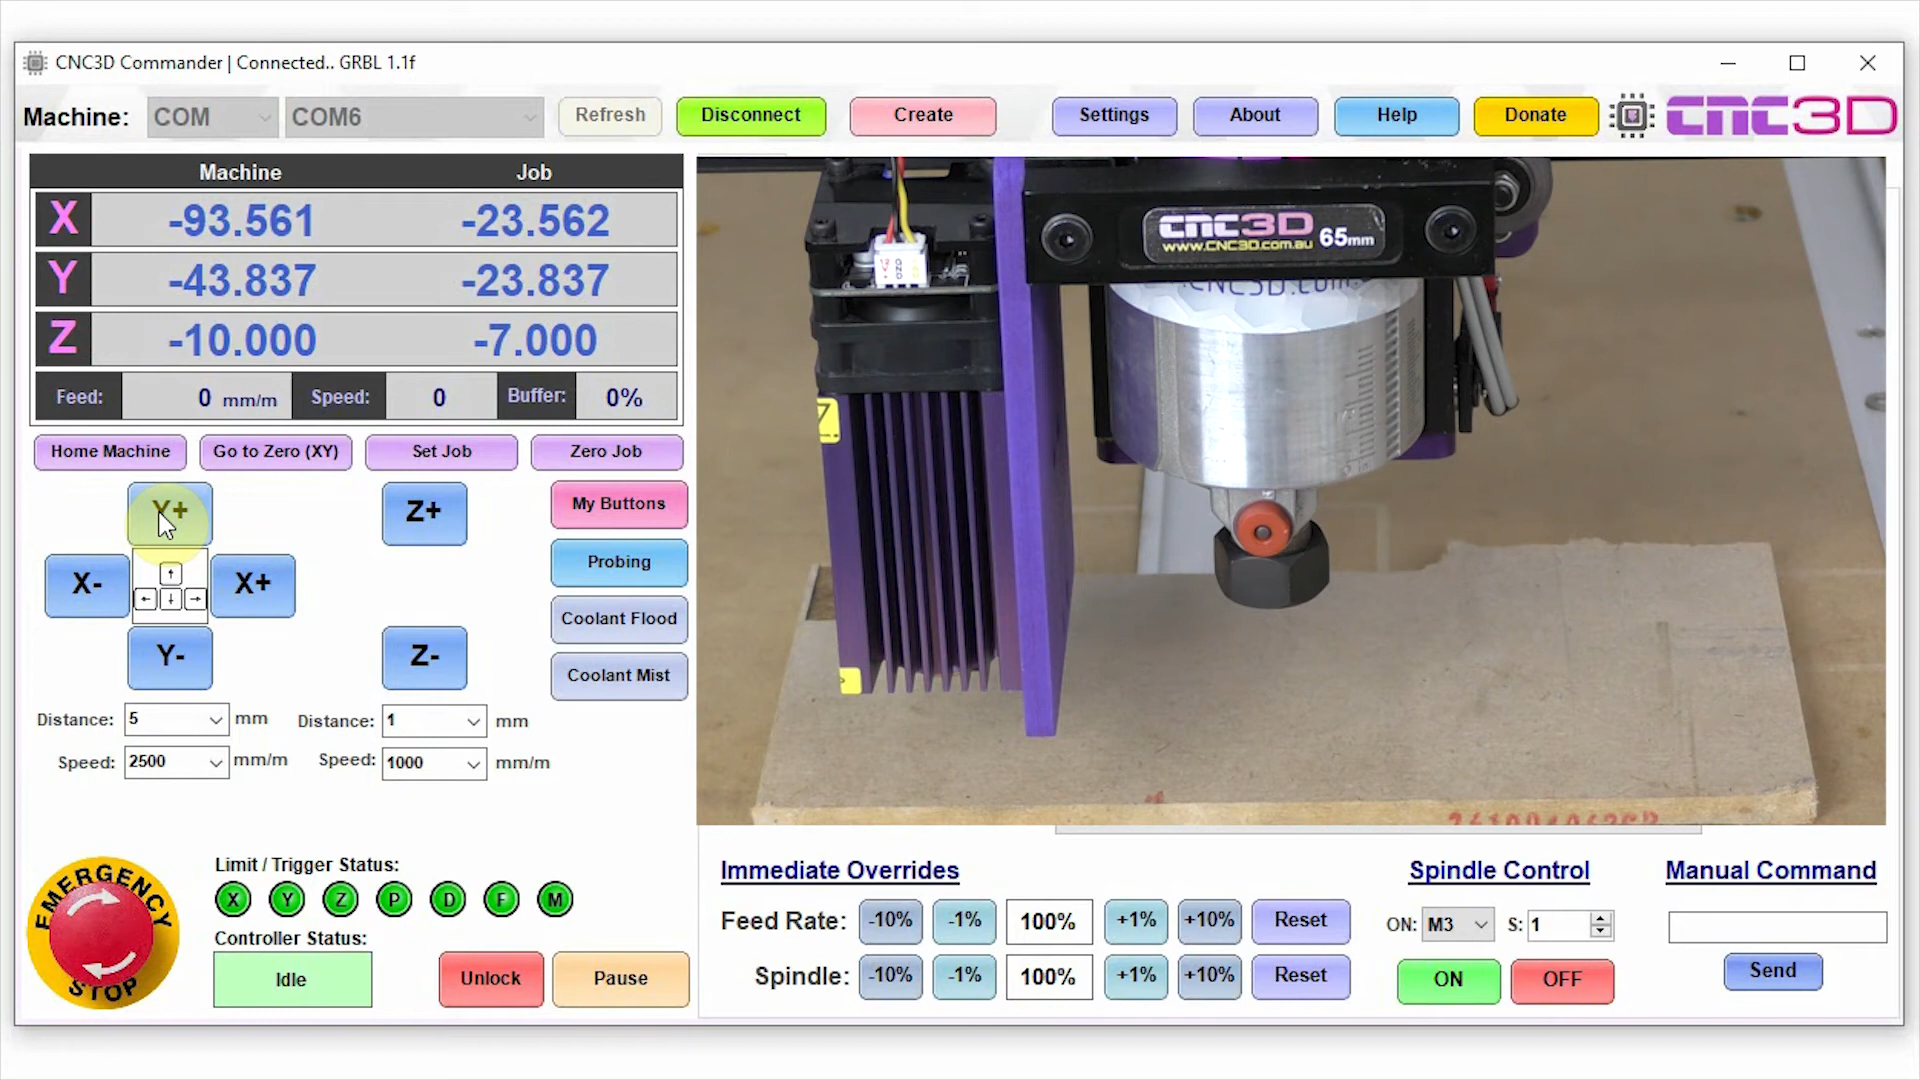 CNC3D Commander | Connected.. GRBL 1.1f
Machine: COM COM6 Refresh Disconnect Create Settings About Help Donate CNC3D
Machine Job
X -93.561 -23.562
Y -43.837 -23.837
Z -10.000 -7.000
Feed: 0 mm/m Speed: 0 Buffer: 0%
Home Machine Go to Zero (XY) Set Job Zero Job
Y+ Z+ My Buttons
X- X+ Probing
Coolant Flood
Y- Z- Coolant Mist
Distance: 5 mm Distance: 1 mm
Speed: 2500 mm/m Speed: 1000 mm/m
CNC3D
www.CNC3D.com.au 65mm
CNC3D.com
EMERGENCY
STOP
Limit / Trigger Status:
X Y Z P D F M
Controller Status:
Idle Unlock Pause
Immediate Overrides
Feed Rate: -10% -1% 100% +1% +10% Reset
Spindle: -10% -1% 100% +1% +10% Reset
Spindle Control
ON: M3 S: 1
ON OFF
Manual Command
Send